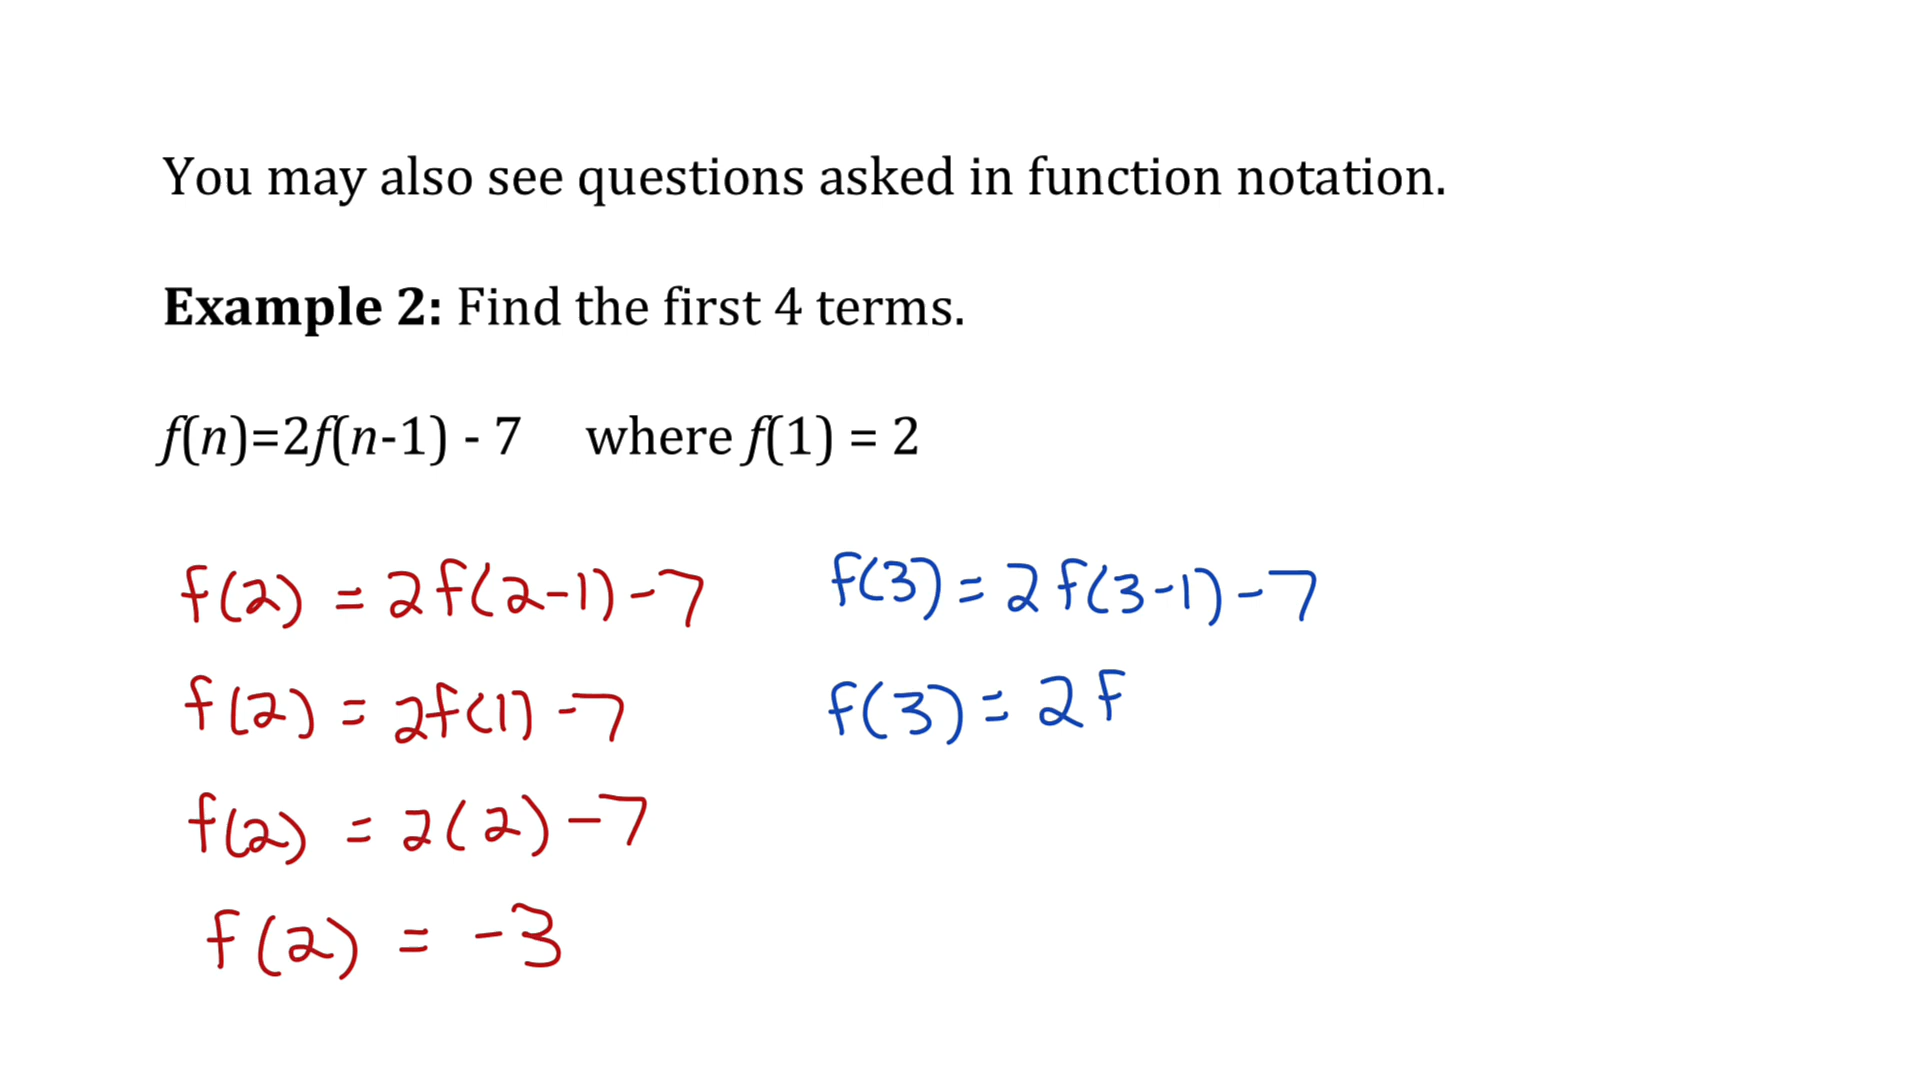 You may also see questions asked in function notation.
Example 2: Find the first 4 terms.
f(n)=2f(n-1) - 7 where f(1) = 2
f(2) = 2f(2-1) -7
f(2) = 2f(1) -7
f(2) = 2(2) -7
f(2) = -3
f(3) = 2f(3-1) -7
f(3) = 2f